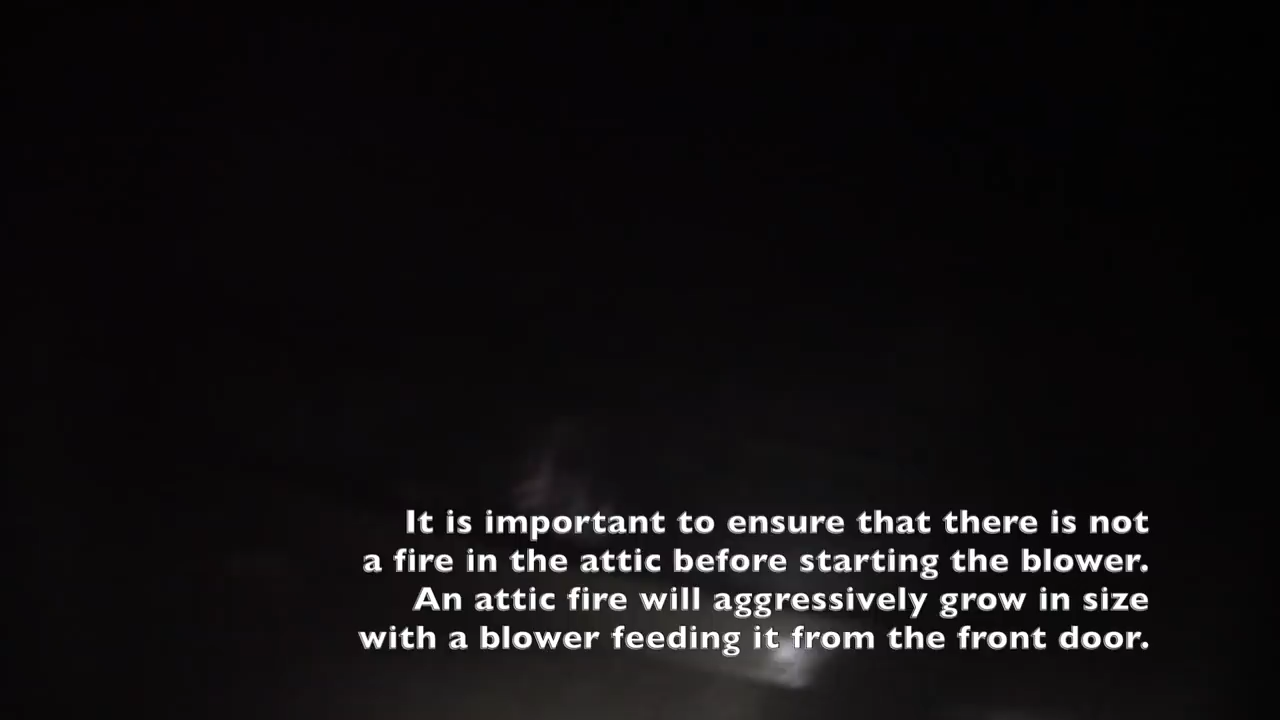 It is important to ensure that there is not
a fire in the attic before starting the blower.
An attic fire will aggressively grow in size
with a blower feeding it from the front door.